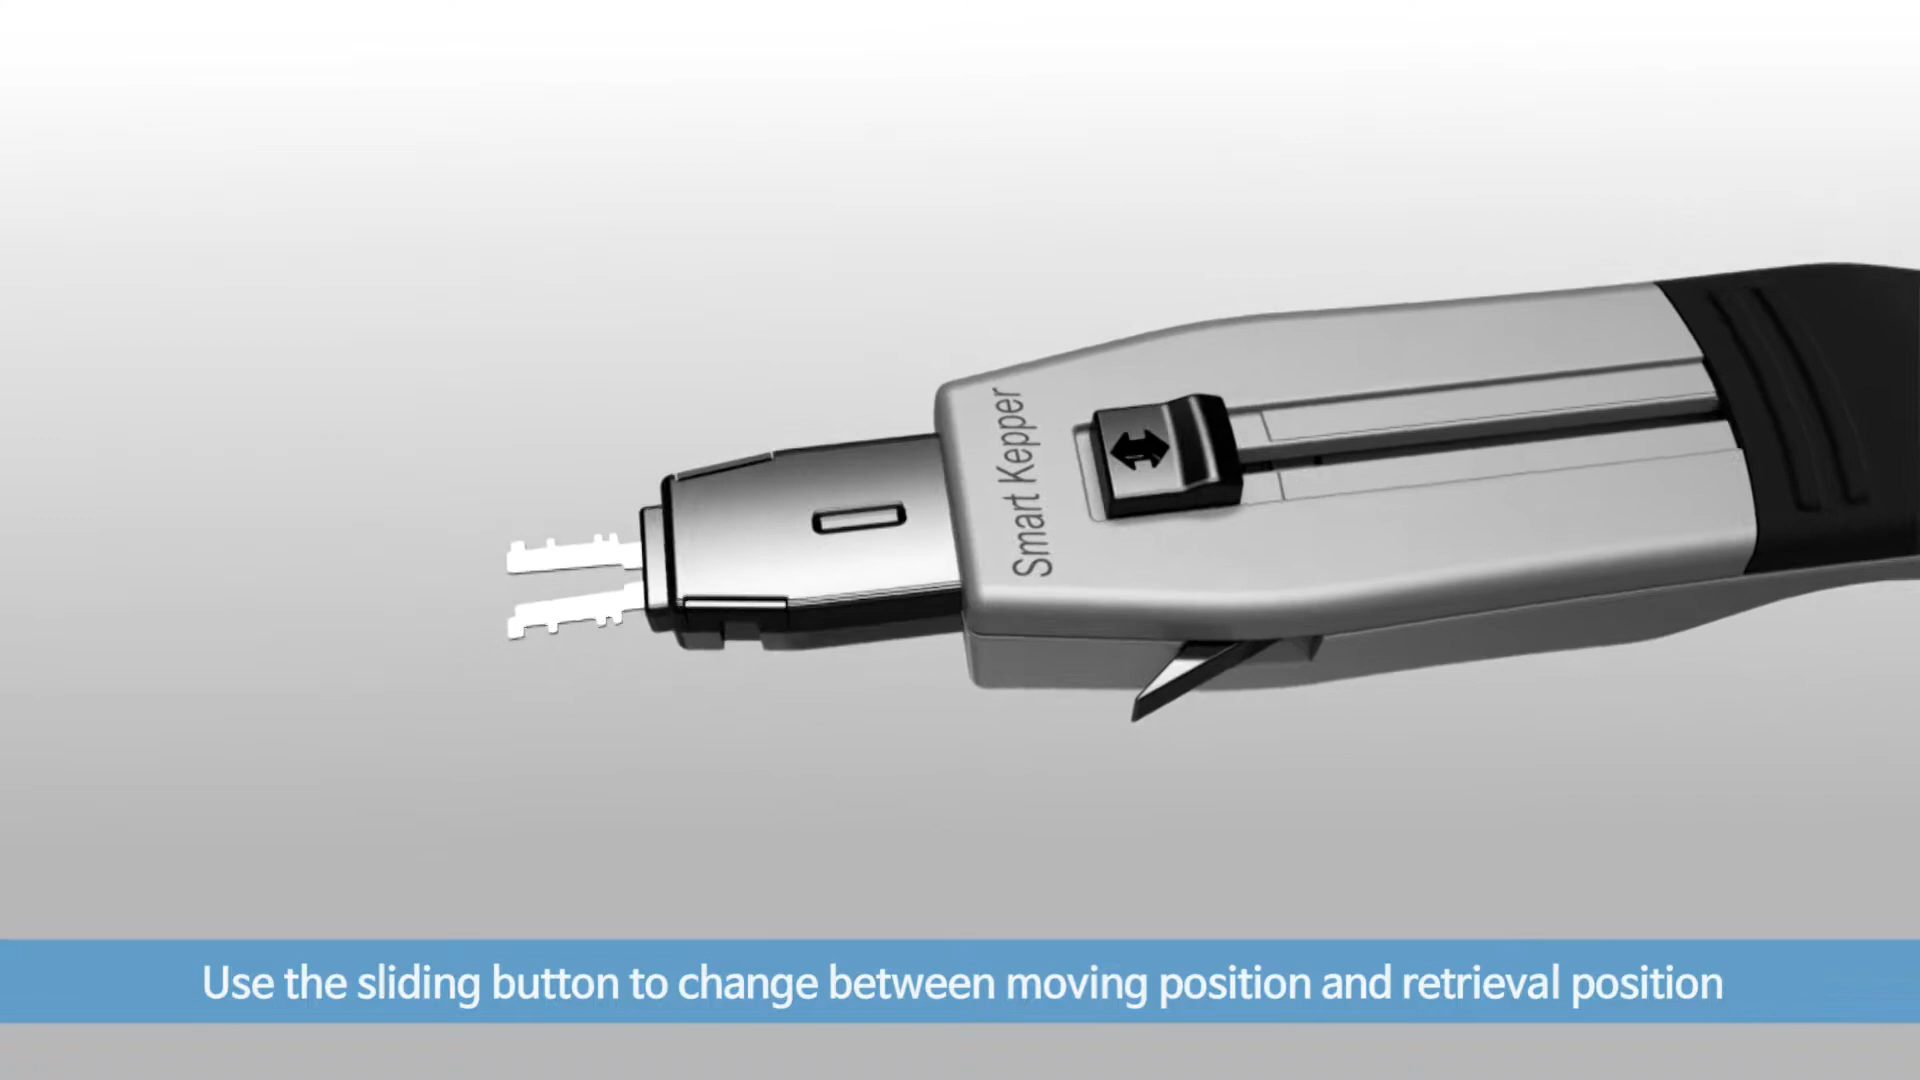 Smart Kepper
Use the sliding button to change between moving position and retrieval position